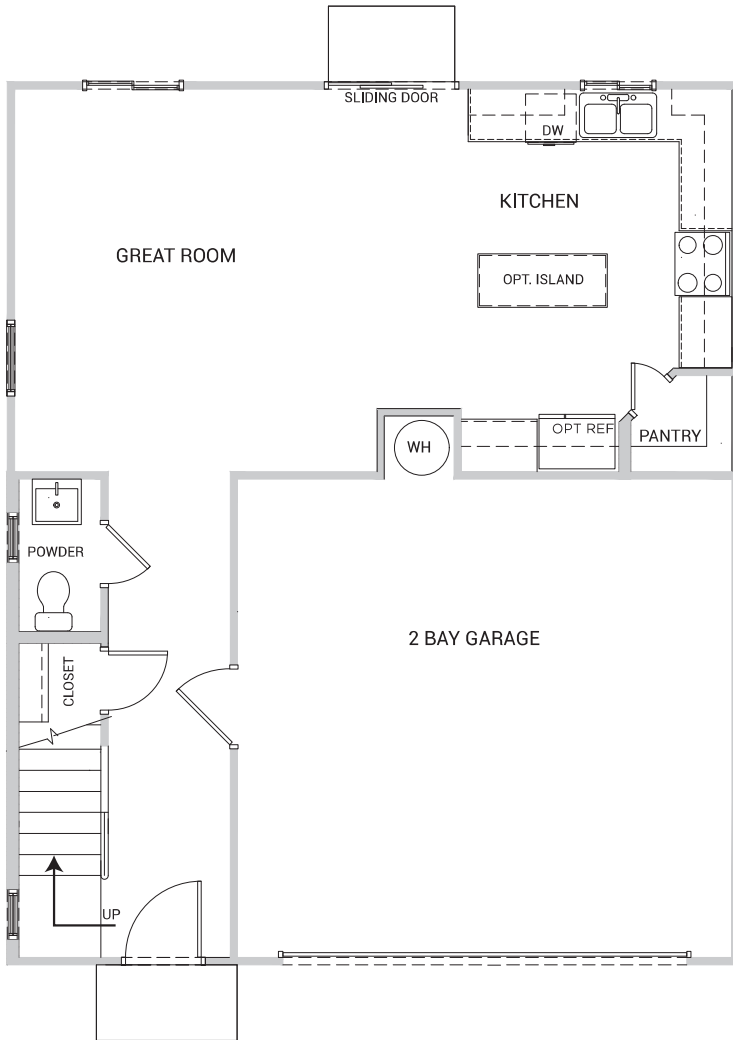 SLIDING DOOR
DW
KITCHEN
GREAT ROOM
OPT. ISLAND
OPT REF
PANTRY
WH
POWDER
2 BAY GARAGE
CLOSET
UP